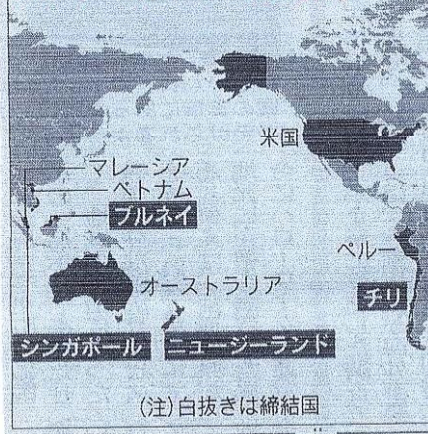 米国
マレーシア
ベトナム
ブルネイ
ペルー
オーストラリア
チリ
シンガポール
ニュージーランド
(注)白抜きは締結国